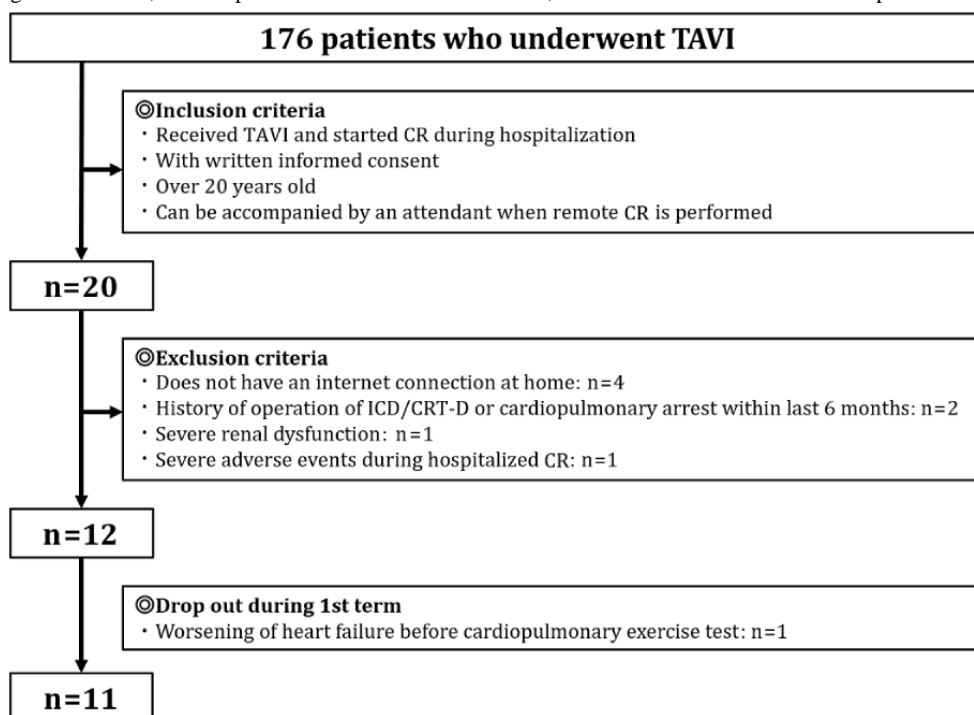 176 patients who underwent TAVI
◎Inclusion criteria
・Received TAVI and started CR during hospitalization
・With written informed consent
・Over 20 years old
・Can be accompanied by an attendant when remote CR is performed
n=20
◎Exclusion criteria
・Does not have an internet connection at home: n=4
・History of operation of ICD/CRT-D or cardiopulmonary arrest within last 6 months: n=2
・Severe renal dysfunction: n=1
・Severe adverse events during hospitalized CR: n=1
n=12
◎Drop out during 1st term
・Worsening of heart failure before cardiopulmonary exercise test: n=1
n=11